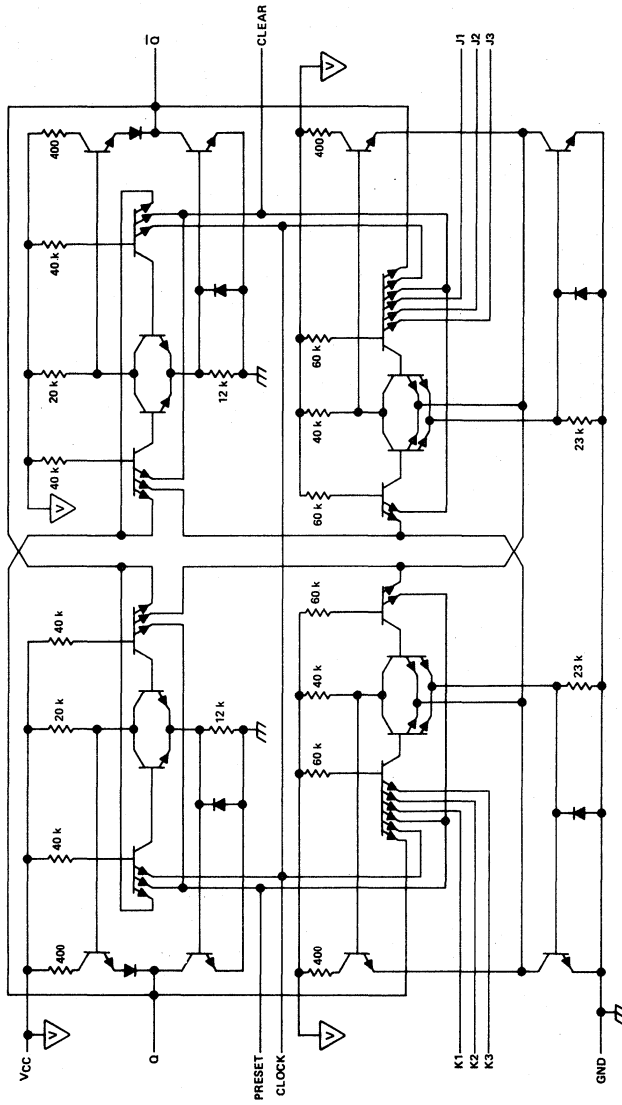 VCC
400
40 k
20 k
40 k
40 k
20 k
40 k
400
V
V
Q
Q̅
12 k
12 k
PRESET
CLOCK
CLEAR
V
400
60 k
40 k
60 k
60 k
40 k
60 k
400
V
K1
K2
K3
J1
J2
J3
23 k
23 k
GND